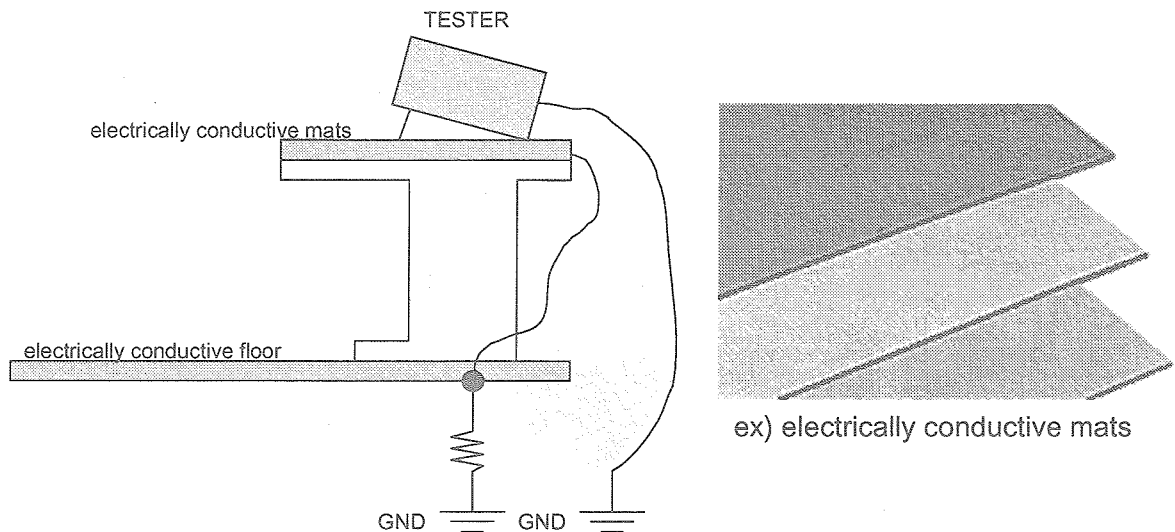 TESTER
electrically conductive mats
electrically conductive floor
GND
GND
ex) electrically conductive mats